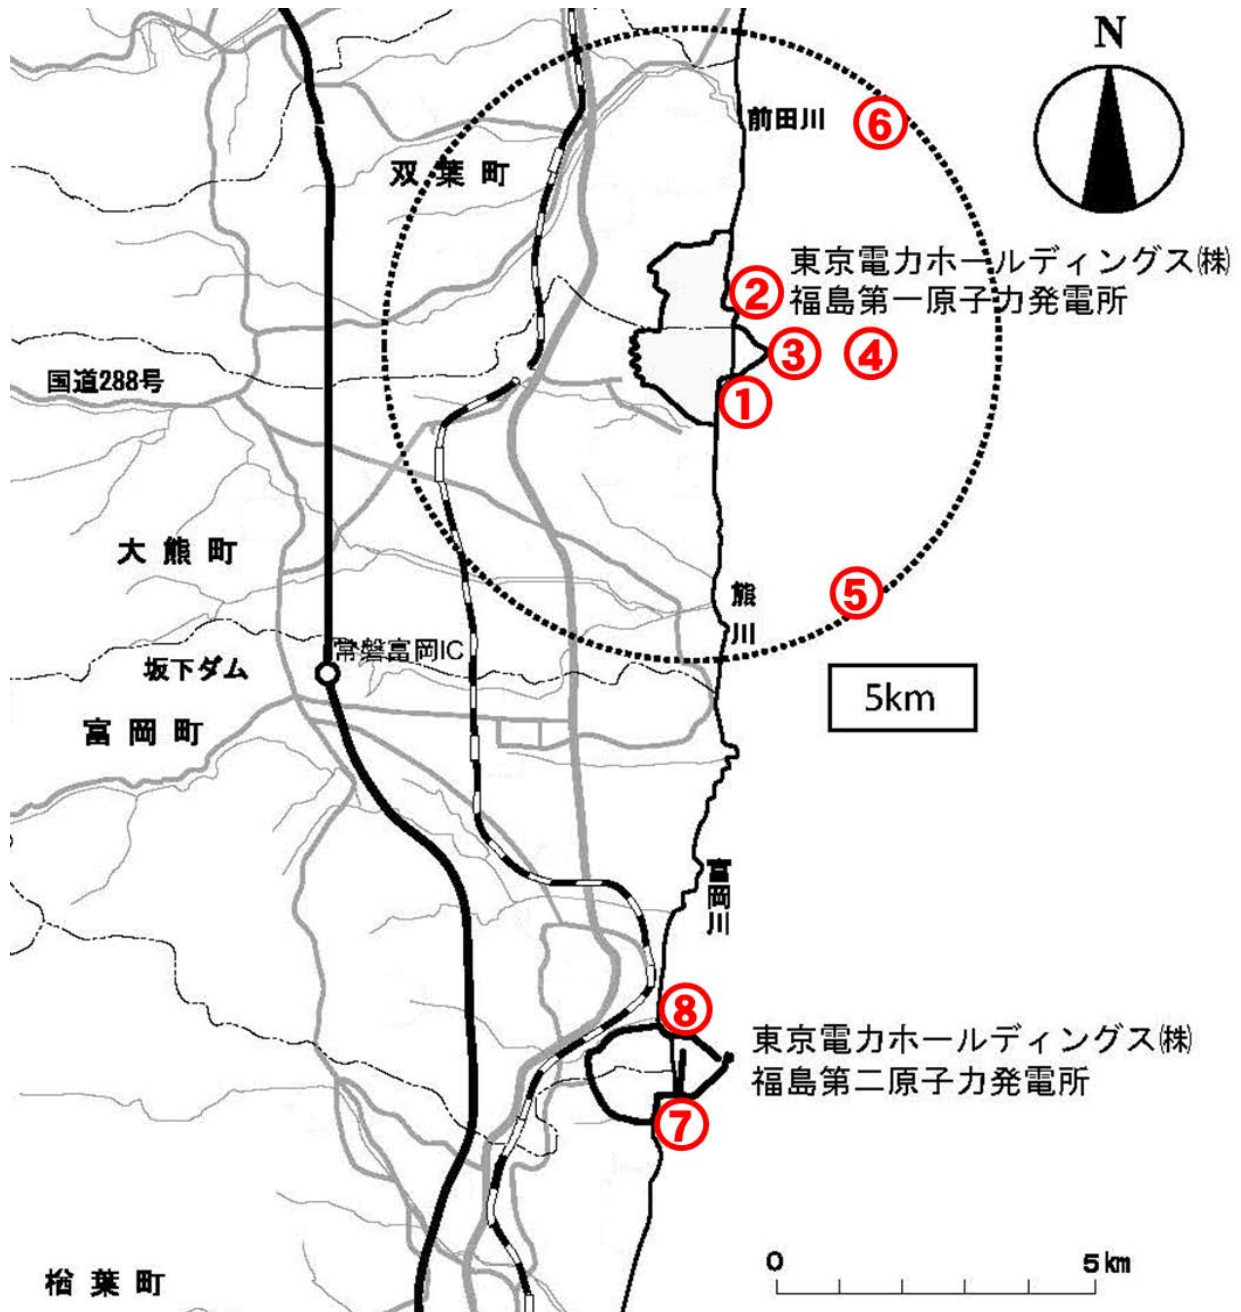 N
前田川
⑥
双葉町
東京電力ホールディングス㈱
福島第一原子力発電所
②
③
④
国道288号
①
大熊町
熊川
⑤
常磐富岡IC
坂下ダム
5km
富岡町
富岡川
⑧
東京電力ホールディングス㈱
福島第二原子力発電所
⑦
0
5km
楢葉町